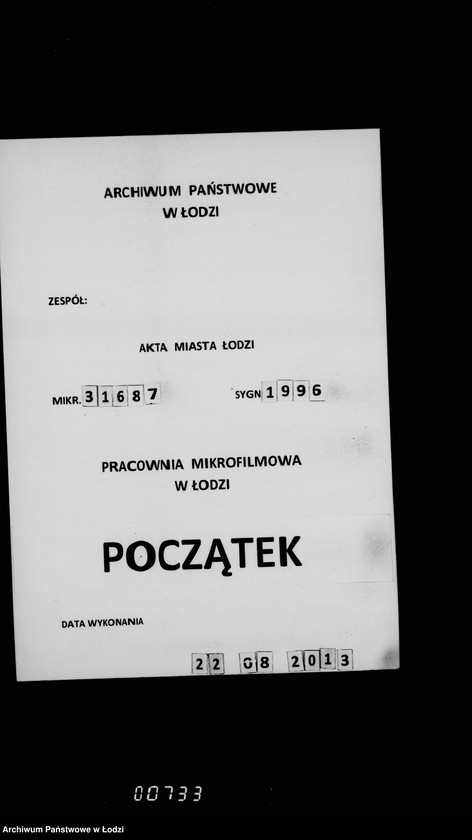 ARCHIWUM PAŃSTWOWE
W ŁODZI
ZESPÓŁ:
AKTA MIASTA ŁODZI
MIKR. 31687 SYGN 1996
PRACOWNIA MIKROFILMOWA
W ŁODZI
POCZĄTEK
DATA WYKONANIA
22 08 2013
00733
Archiwum Państwowe w Łodzi